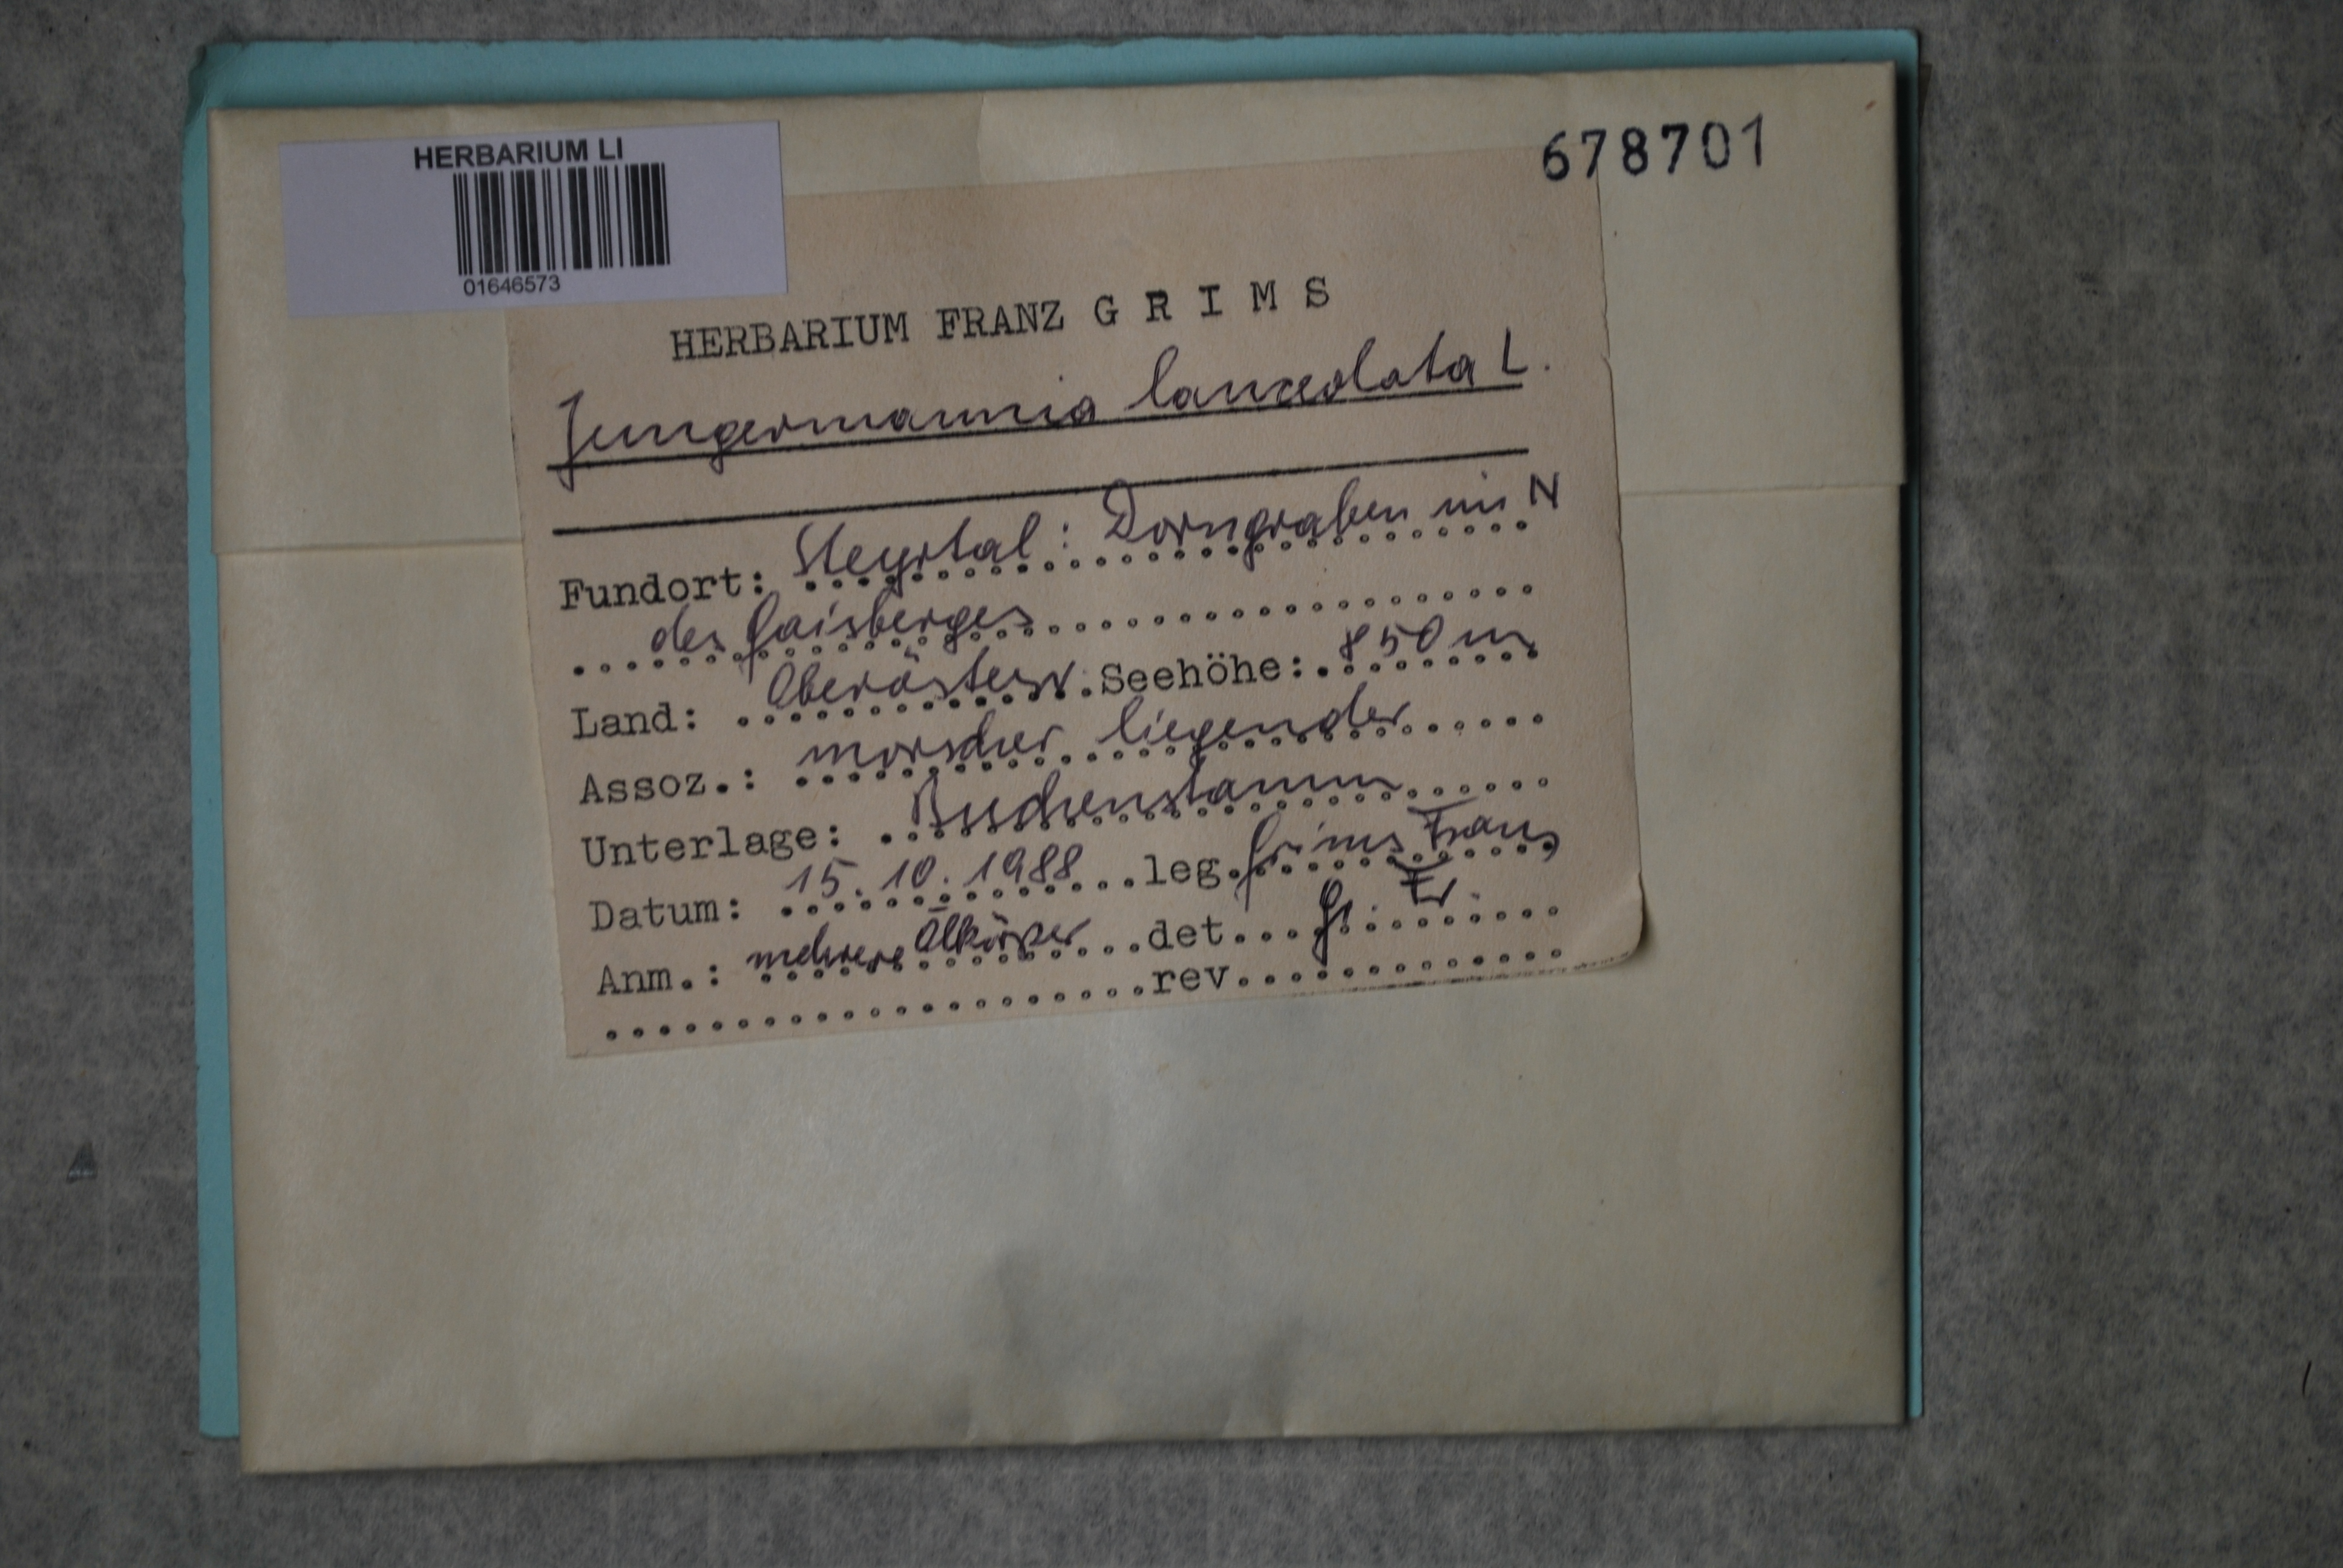 HERBARIUM LI
01646573
678701
HERBARIUM FRANZ G R I M S
Jungermannia lanceolata L.
Fundort: Steyrtal: Dorngraben im N
des Gaisberges
Land: Oberösterr. Seehöhe: 850 m
Assoz.: morscher liegender
Unterlage: Buchenstamm
Datum: 15.10.1988 leg. Grims Franz
Anm.: mehrere Ölkörper det. Gr. Fr.
rev.